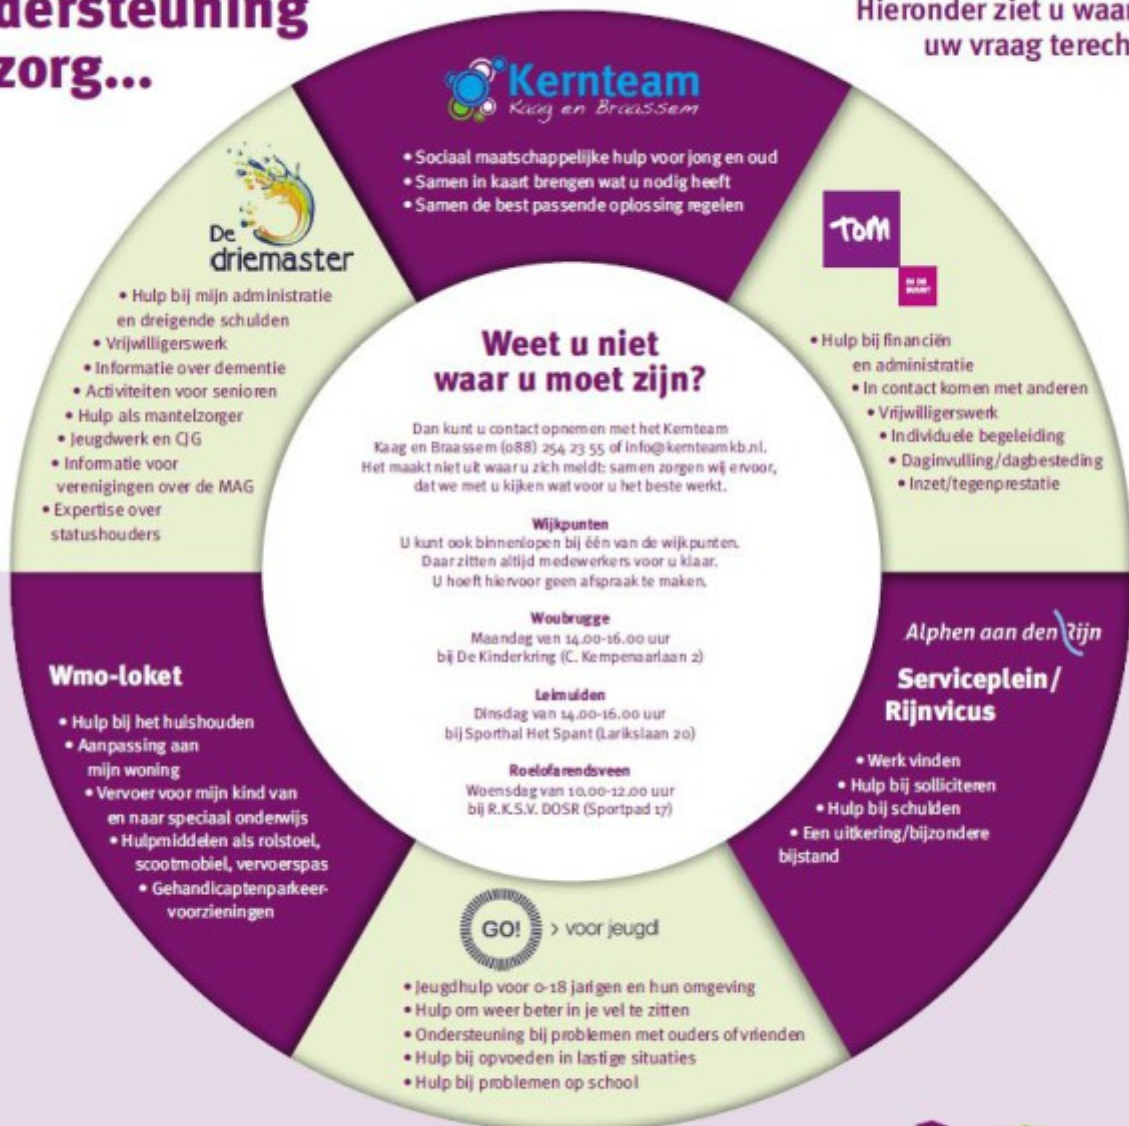 dersteuning
zorg...
Hieronder ziet u waar
uw vraag terech
Kernteam
Kaag en Braassem
• Sociaal maatschappelijke hulp voor jong en oud
• Samen in kaart brengen wat u nodig heeft
• Samen de best passende oplossing regelen
De
driemaster
• Hulp bij mijn administratie
en dreigende schulden
• Vrijwilligerswerk
• Informatie over dementie
• Activiteiten voor senioren
• Hulp als mantelzorger
• Jeugdwerk en CJG
• Informatie voor
verenigingen over de MAG
• Expertise over
statushouders
TOM
IN DE
BUURT
• Hulp bij financiën
en administratie
• In contact komen met anderen
• Vrijwilligerswerk
• Individuele begeleiding
• Daginvulling/dagbesteding
• Inzet/tegenprestatie
Weet u niet
waar u moet zijn?
Dan kunt u contact opnemen met het Kernteam
Kaag en Braassem (088) 254 23 55 of info@kernteamkb.nl.
Het maakt niet uit waar u zich meldt: samen zorgen wij ervoor,
dat we met u kijken wat voor u het beste werkt.
Wijkpunten
U kunt ook binnenlopen bij één van de wijkpunten.
Daar zitten altijd medewerkers voor u klaar.
U hoeft hiervoor geen afspraak te maken.
Woubrugge
Maandag van 14.00-16.00 uur
bij De Kinderkring (C. Kempenaarlaan 2)
Leimuiden
Dinsdag van 14.00-16.00 uur
bij Sporthal Het Spant (Larikslaan 20)
Roelofarendsveen
Woensdag van 10.00-12.00 uur
bij R.K.S.V. DOSR (Sportpad 17)
Wmo-loket
• Hulp bij het huishouden
• Aanpassing aan
mijn woning
• Vervoer voor mijn kind van
en naar speciaal onderwijs
• Hulpmiddelen als rolstoel,
scootmobiel, vervoerspas
• Gehandicaptenparkeer-
voorzieningen
Alphen aan den Rijn
Serviceplein/
Rijnvicus
• Werk vinden
• Hulp bij solliciteren
• Hulp bij schulden
• Een uitkering/bijzondere
bijstand
GO! > voor jeugd
• Jeugdhulp voor 0-18 jarigen en hun omgeving
• Hulp om weer beter in je vel te zitten
• Ondersteuning bij problemen met ouders of vrienden
• Hulp bij opvoeden in lastige situaties
• Hulp bij problemen op school